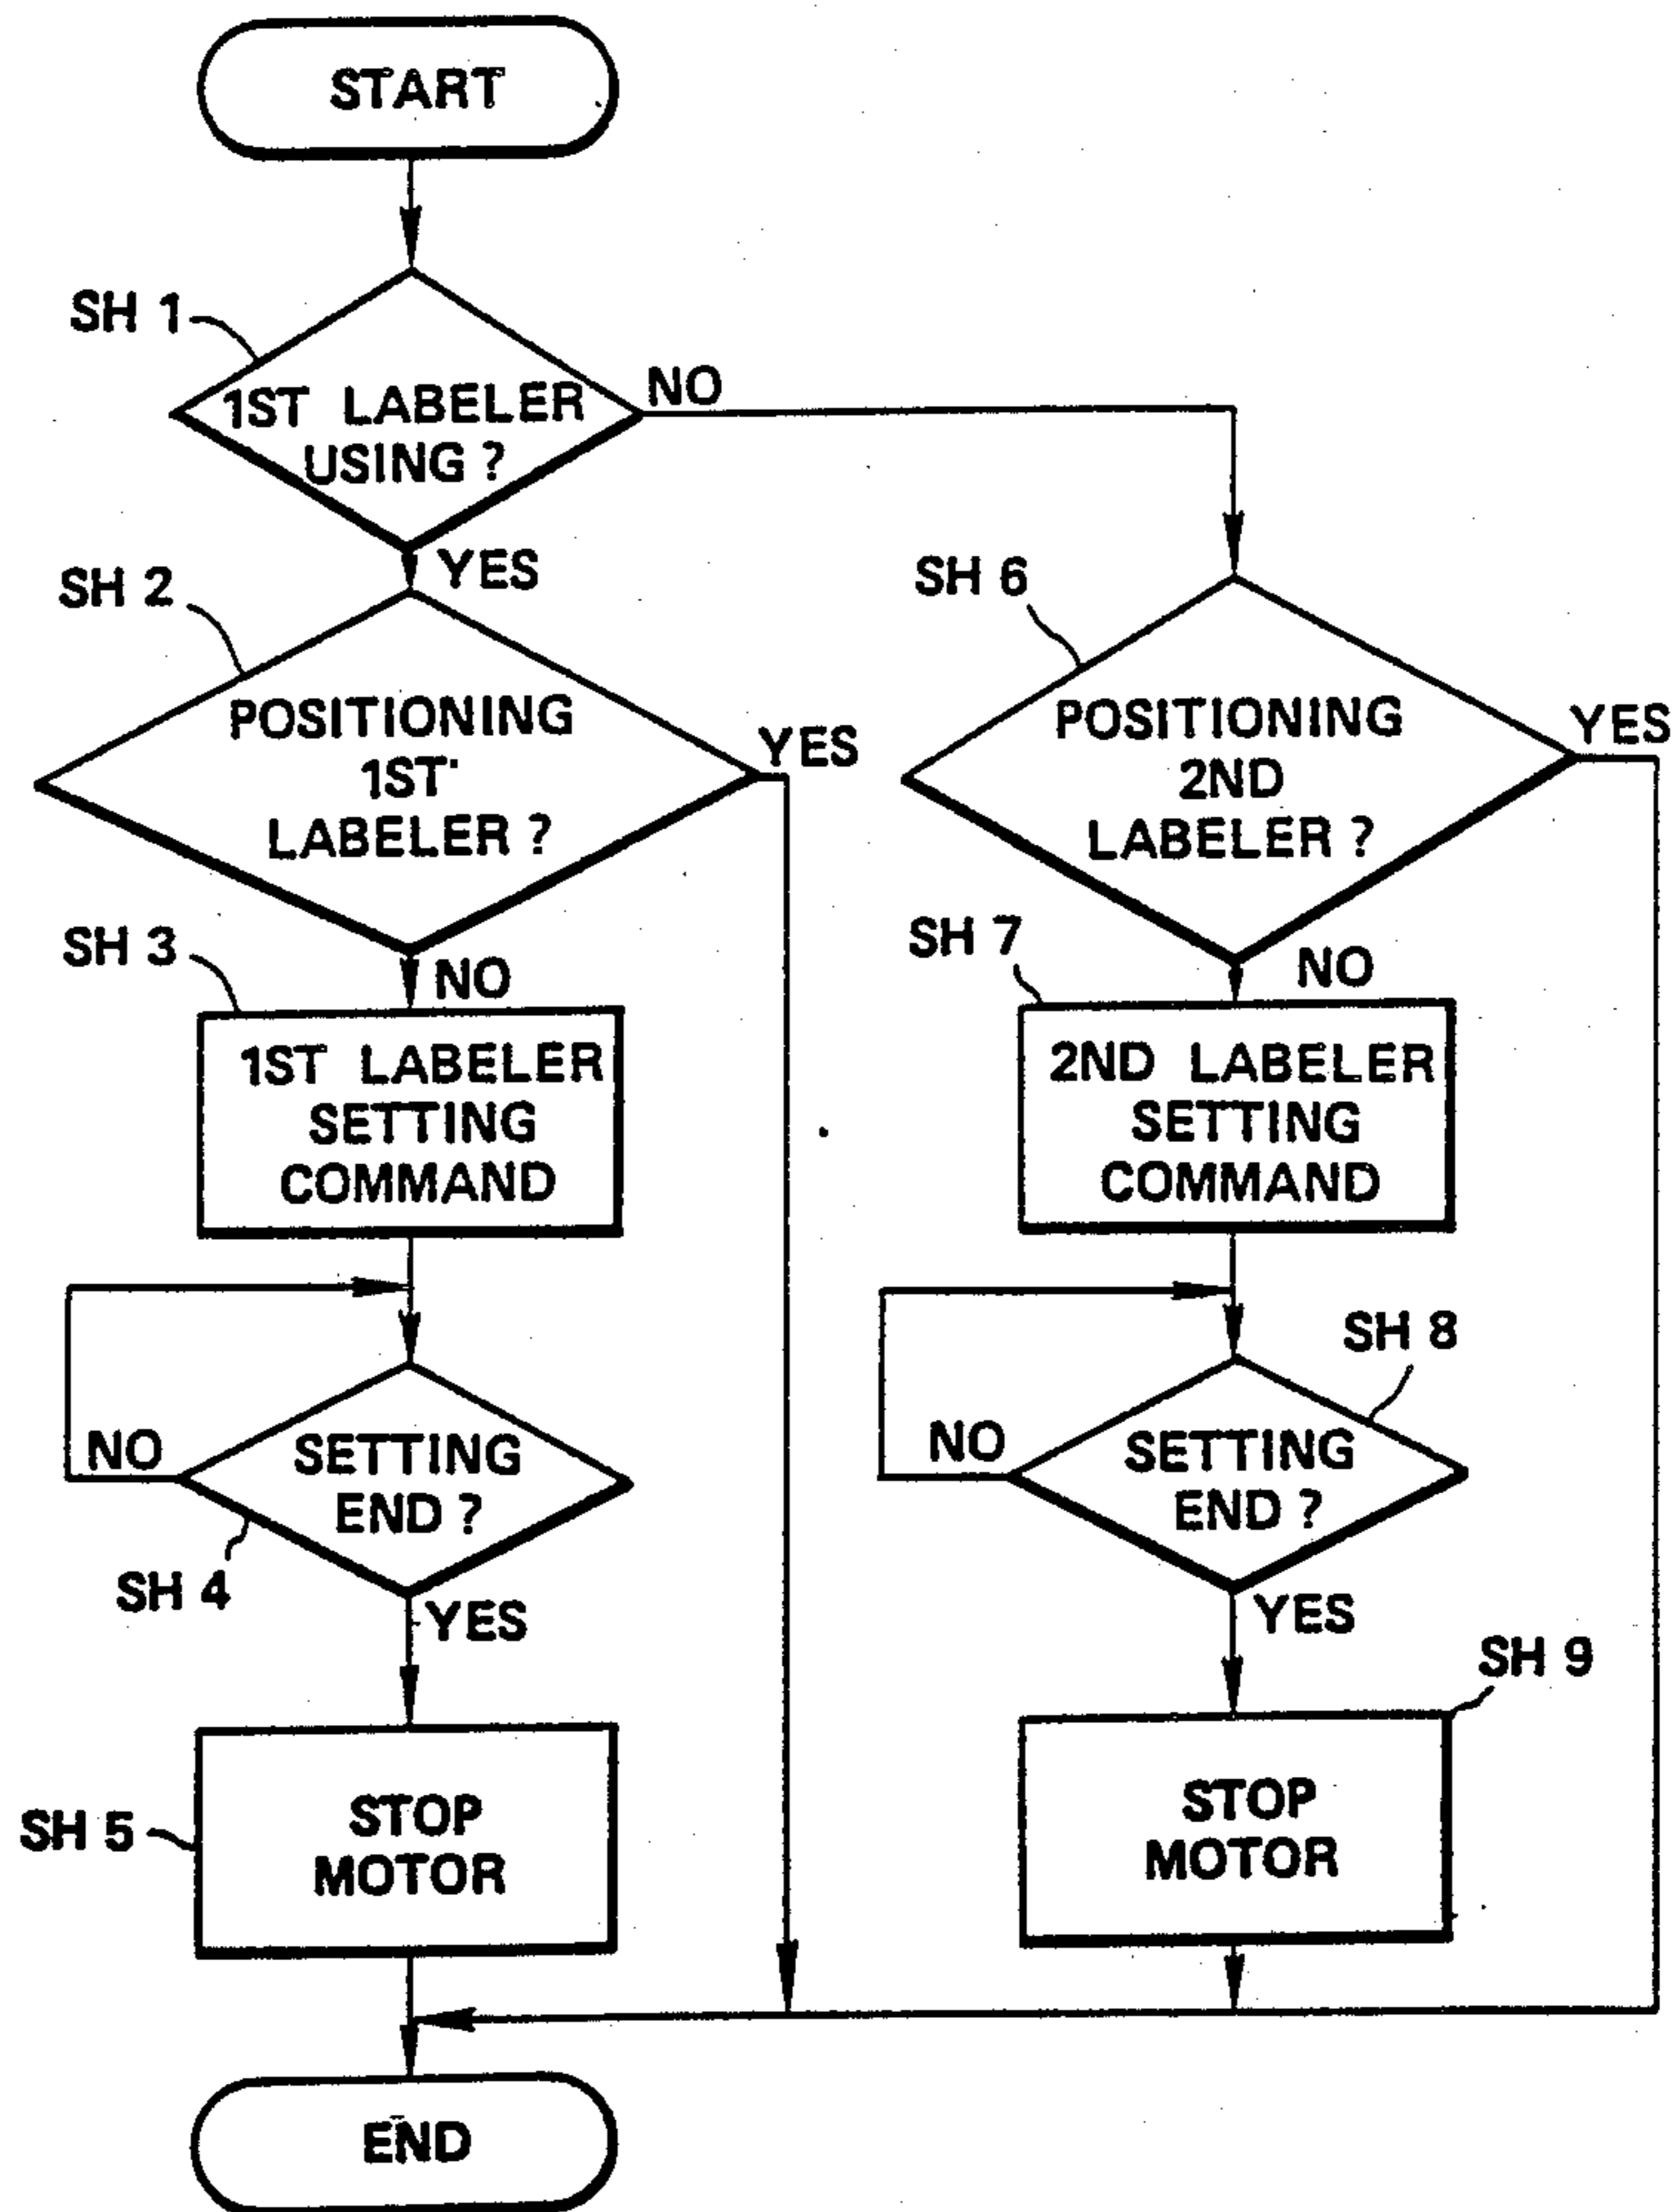 START
SH 1
1ST LABELER
USING ?
NO
YES
SH 2
POSITIONING
1ST
LABELER ?
YES
NO
SH 3
1ST LABELER
SETTING
COMMAND
SETTING
END ?
NO
SH 4
YES
STOP
MOTOR
SH 5
SH 6
POSITIONING
2ND
LABELER ?
YES
NO
SH 7
2ND LABELER
SETTING
COMMAND
SH 8
SETTING
END ?
NO
YES
SH 9
STOP
MOTOR
END